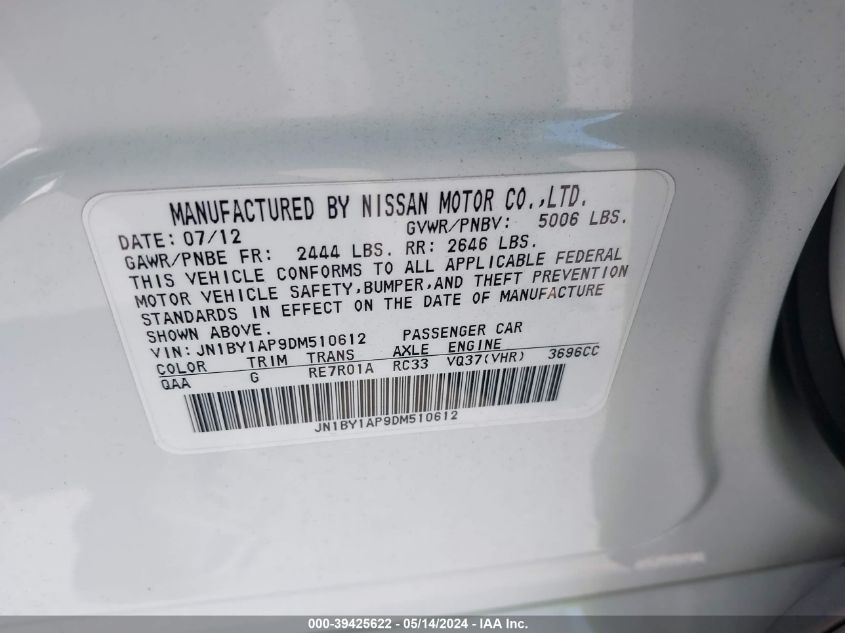 MANUFACTURED BY NISSAN MOTOR CO.,LTD.
DATE: 07/12 GVWR/PNBV: 5006 LBS.
GAWR/PNBE FR: 2444 LBS. RR: 2646 LBS.
THIS VEHICLE CONFORMS TO ALL APPLICABLE FEDERAL
MOTOR VEHICLE SAFETY,BUMPER,AND THEFT PREVENTION
STANDARDS IN EFFECT ON THE DATE OF MANUFACTURE
SHOWN ABOVE.
VIN: JN1BY1AP9DM510612 PASSENGER CAR
COLOR TRIM TRANS AXLE ENGINE
QAA G RE7R01A RC33 VQ37(VHR) 3696CC
JN1BY1AP9DM510612
000-39425622 - 05/14/2024 - IAA Inc.